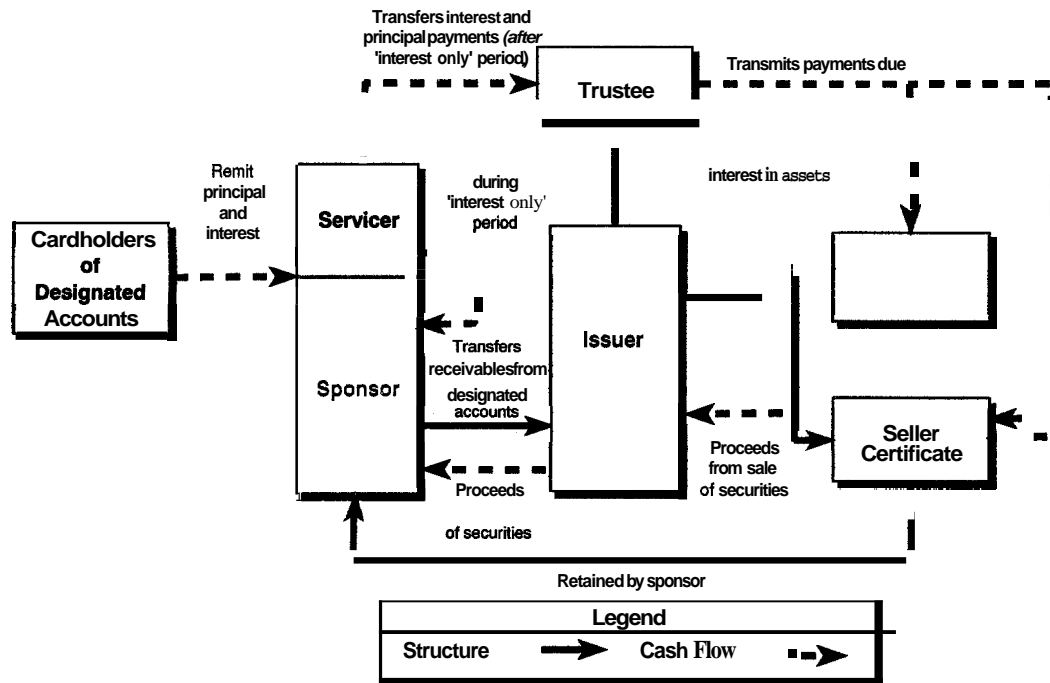 Transfers interest and
principal payments (after
'interest only' period,)
Trustee
Transmits payments due
Remit
principal
and
interest
Servicer
during
'interest only'
period
interest in assets
Cardholders
of
Designated
Accounts
Issuer
Sponsor
Transfers
receivablesfrom
designated
accounts
Proceeds
of securities
Proceeds
from sale
of securities
Seller
Certificate
Retained by sponsor
Legend
Structure
Cash Flow